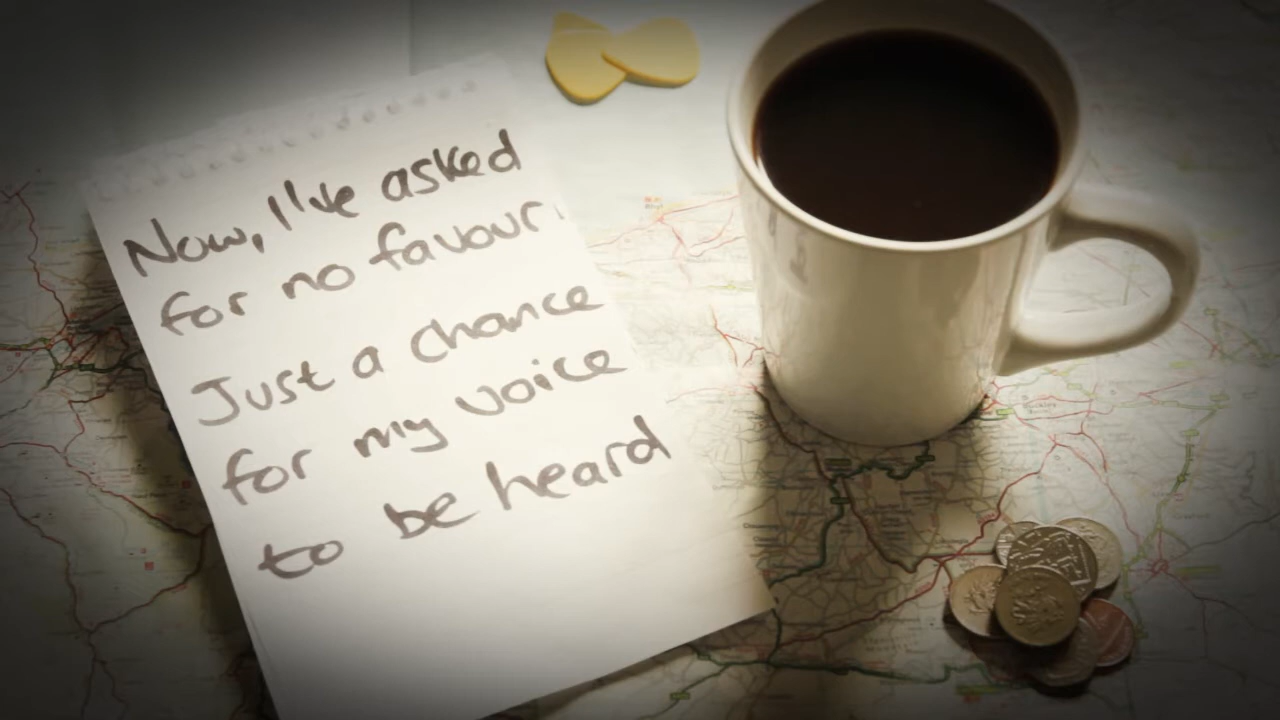 Now, I've asked
for no favour
Just a chance
for my voice
to be heard